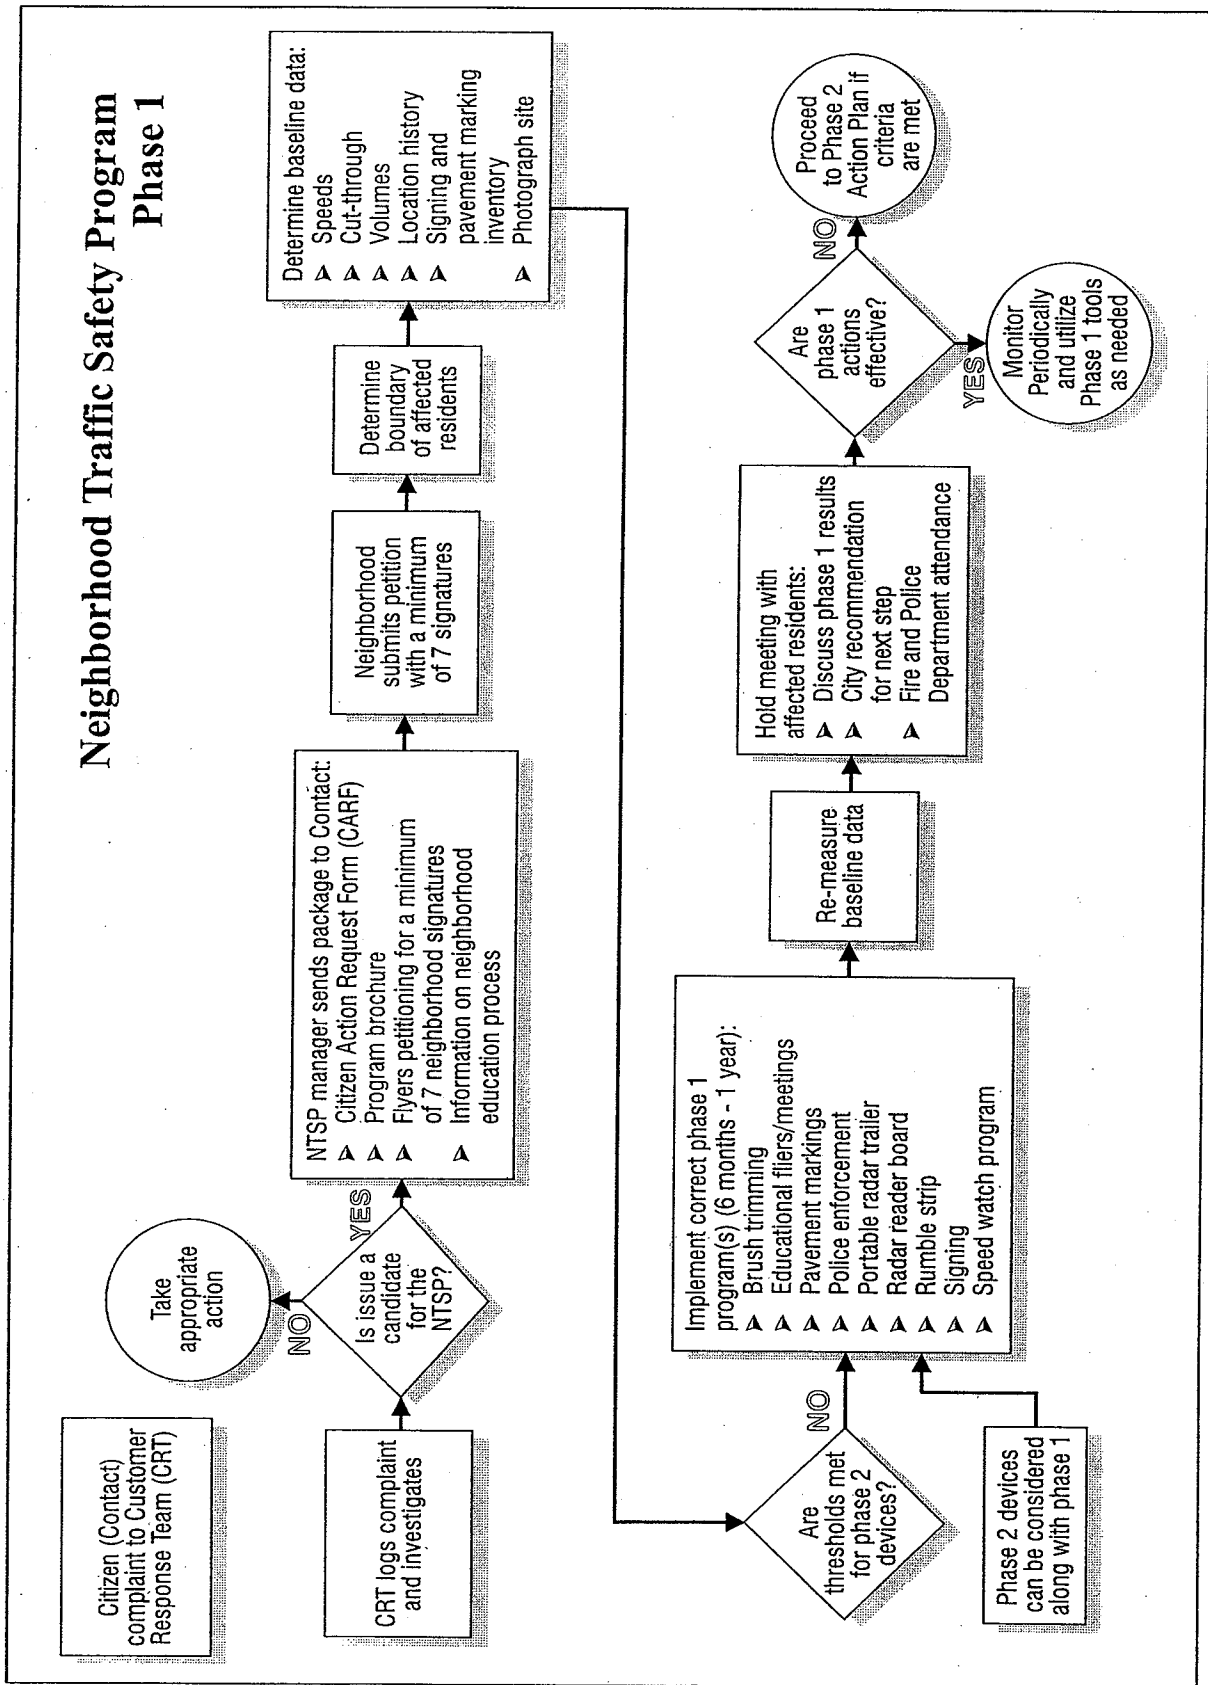 Neighborhood Traffic Safety Program
Phase 1
Citizen (Contact)
complaint to Customer
Response Team (CRT)
CRT logs complaint
and investigates
Take
appropriate
action
NO
Is issue a
candidate
for the
NTSP?
YES
NTSP manager sends package to Contact:
➤ Citizen Action Request Form (CARF)
➤ Program brochure
➤ Flyers petitioning for a minimum
of 7 neighborhood signatures
➤ Information on neighborhood
education process
Neighborhood
submits petition
with a minimum
of 7 signatures
Determine
boundary
of affected
residents
Determine baseline data:
➤ Speeds
➤ Cut-through
➤ Volumes
➤ Location history
➤ Signing and
pavement marking
inventory
➤ Photograph site
Are
thresholds met
for phase 2
devices?
NO
Phase 2 devices
can be considered
along with phase 1
Implement correct phase 1
program(s) (6 months - 1 year):
➤ Brush trimming
➤ Educational fliers/meetings
➤ Pavement markings
➤ Police enforcement
➤ Portable radar trailer
➤ Radar reader board
➤ Rumble strip
➤ Signing
➤ Speed watch program
Re-measure
baseline data
Hold meeting with
affected residents:
➤ Discuss phase 1 results
➤ City recommendation
for next step
➤ Fire and Police
Department attendance
Are
phase 1
actions
effective?
NO
Proceed
to Phase 2
Action Plan if
criteria
are met
YES
Monitor
Periodically
and utilize
Phase 1 tools
as needed